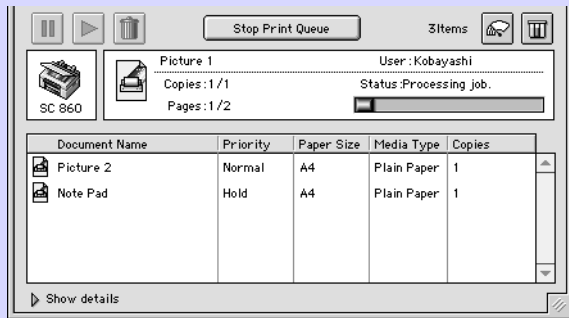 Stop Print Queue 3Items
Picture 1 User:Kobayashi
Copies:1/1 Status:Processing job.
SC 860 Pages:1/2
Document Name Priority Paper Size Media Type Copies
Picture 2 Normal A4 Plain Paper 1
Note Pad Hold A4 Plain Paper 1
Show details